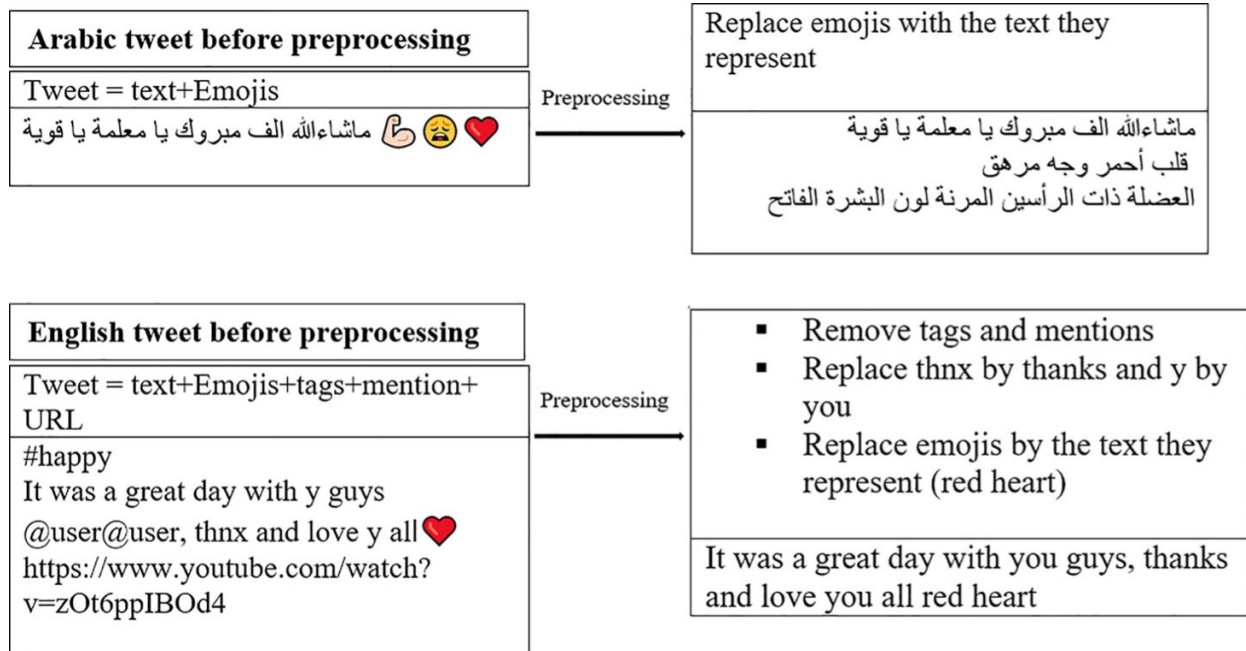 Arabic tweet before preprocessing
Tweet = text+Emojis
ماشاءالله الف مبروك يا معلمة يا قوية 💪🏻😩❤️
Preprocessing
Replace emojis with the text they
represent
ماشاءالله الف مبروك يا معلمة يا قوية
قلب أحمر وجه مرهق
العضلة ذات الرأسين المرنة لون البشرة الفاتح
English tweet before preprocessing
Tweet = text+Emojis+tags+mention+
URL
#happy
It was a great day with y guys
@user@user, thnx and love y all❤️
https://www.youtube.com/watch?
v=zOt6ppIBOd4
Preprocessing
▪ Remove tags and mentions
▪ Replace thnx by thanks and y by
you
▪ Replace emojis by the text they
represent (red heart)
It was a great day with you guys, thanks
and love you all red heart